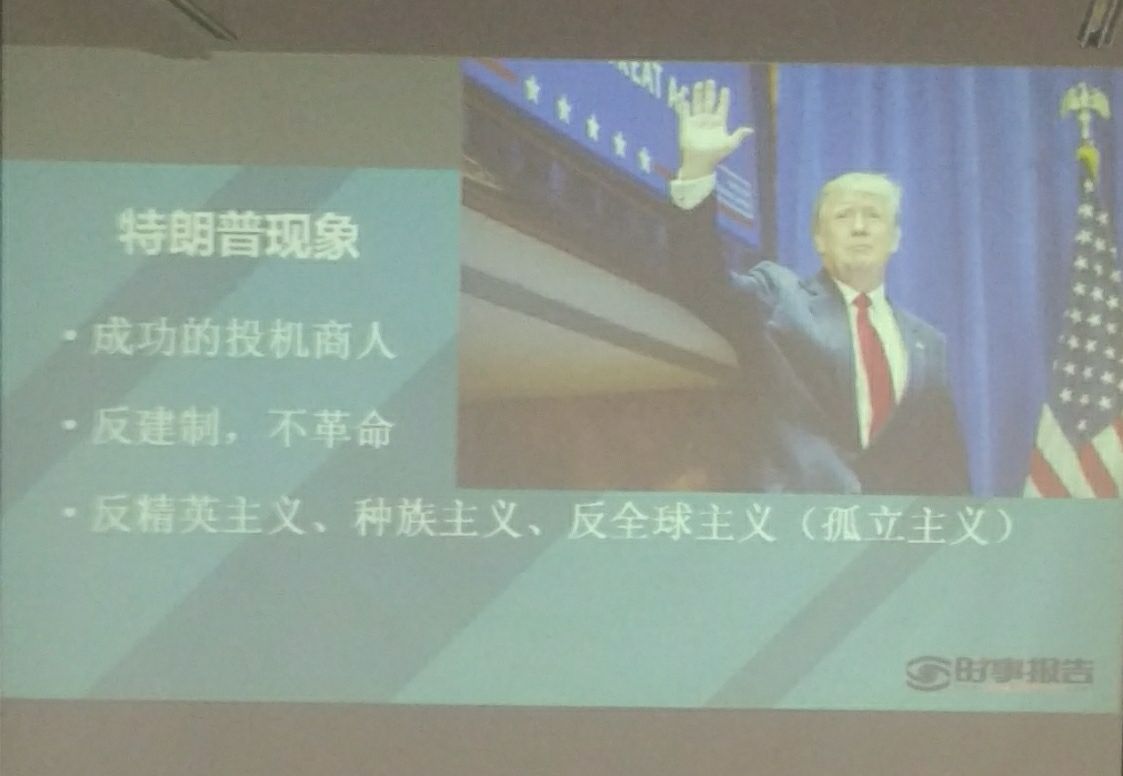 REAT AG
特朗普现象
• 成功的投机商人
• 反建制，不革命
• 反精英主义、种族主义、反全球主义（孤立主义）
时事报告